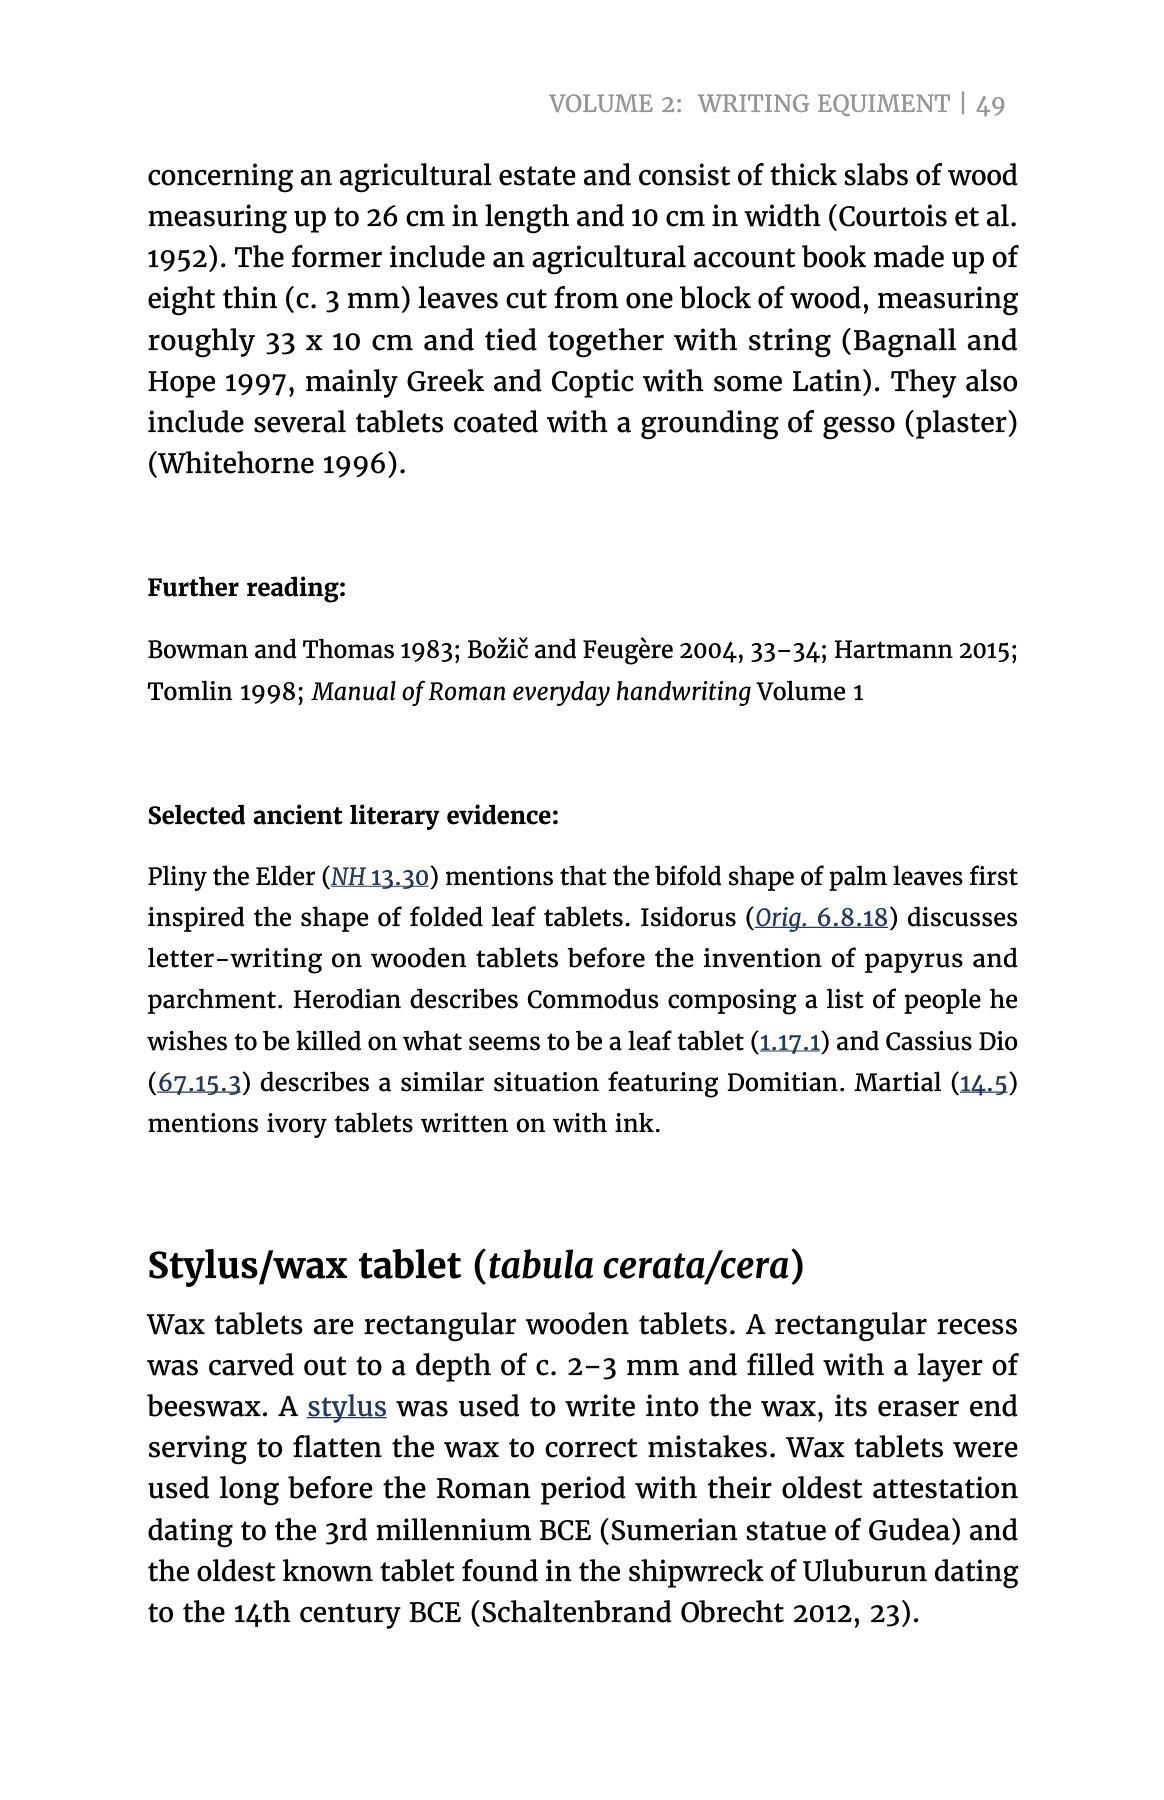 VOLUME 2: WRITING EQUIMENT | 49
concerning an agricultural estate and consist of thick slabs of wood
measuring up to 26 cm in length and 10 cm in width (Courtois et al.
1952). The former include an agricultural account book made up of
eight thin (c. 3 mm) leaves cut from one block of wood, measuring
roughly 33 x 10 cm and tied together with string (Bagnall and
Hope 1997, mainly Greek and Coptic with some Latin). They also
include several tablets coated with a grounding of gesso (plaster)
(Whitehorne 1996).
Further reading:
Bowman and Thomas 1983; Božič and Feugère 2004, 33–34; Hartmann 2015;
Tomlin 1998; Manual of Roman everyday handwriting Volume 1
Selected ancient literary evidence:
Pliny the Elder (NH 13.30) mentions that the bifold shape of palm leaves first
inspired the shape of folded leaf tablets. Isidorus (Orig. 6.8.18) discusses
letter-writing on wooden tablets before the invention of papyrus and
parchment. Herodian describes Commodus composing a list of people he
wishes to be killed on what seems to be a leaf tablet (1.17.1) and Cassius Dio
(67.15.3) describes a similar situation featuring Domitian. Martial (14.5)
mentions ivory tablets written on with ink.
Stylus/wax tablet (tabula cerata/cera)
Wax tablets are rectangular wooden tablets. A rectangular recess
was carved out to a depth of c. 2–3 mm and filled with a layer of
beeswax. A stylus was used to write into the wax, its eraser end
serving to flatten the wax to correct mistakes. Wax tablets were
used long before the Roman period with their oldest attestation
dating to the 3rd millennium BCE (Sumerian statue of Gudea) and
the oldest known tablet found in the shipwreck of Uluburun dating
to the 14th century BCE (Schaltenbrand Obrecht 2012, 23).